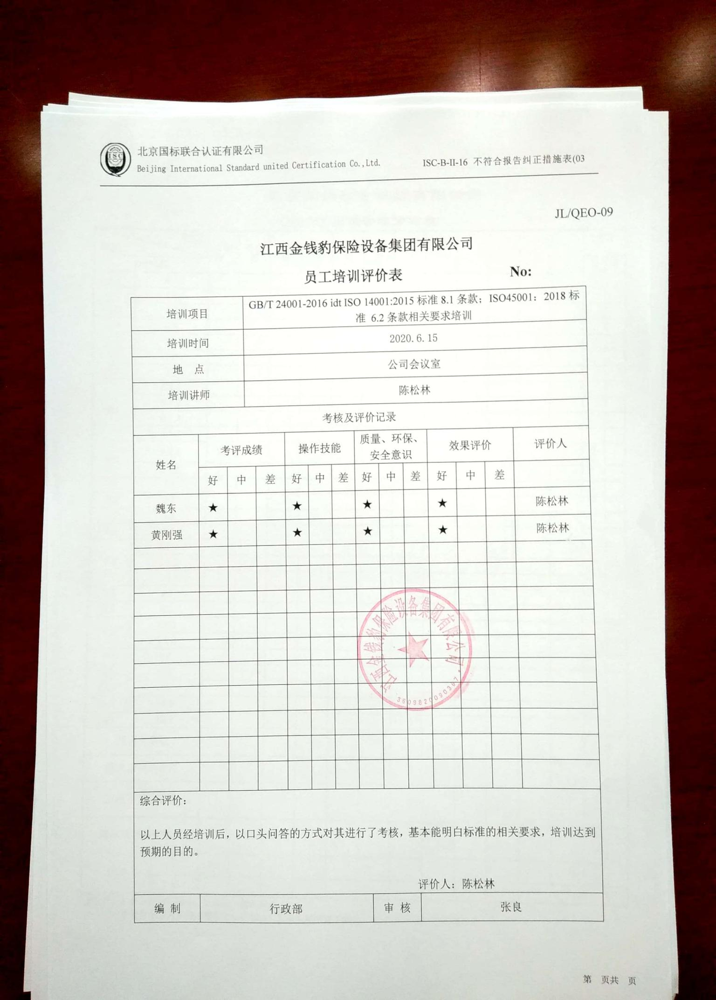 ISC
北京国标联合认证有限公司
Beijing International Standard united Certification Co.,Ltd.
ISC-B-II-16 不符合报告纠正措施表(03
JL/QEO-09
江西金钱豹保险设备集团有限公司
员工培训评价表
No:
培训项目
GB/T 24001-2016 idt ISO 14001:2015 标准 8.1 条款；ISO45001：2018 标
准 6.2 条款相关要求培训
培训时间
2020.6.15
地 点
公司会议室
培训讲师
陈松林
考核及评价记录
姓名
考评成绩
操作技能
质量、环保、
安全意识
效果评价
评价人
好 中 差 好 中 差 好 中 差 好 中 差
魏东 ★ ★ ★ ★ 陈松林
黄刚强 ★ ★ ★ ★ 陈松林
江西金钱豹保险设备集团有限公司
综合评价：
以上人员经培训后，以口头问答的方式对其进行了考核，基本能明白标准的相关要求，培训达到
预期的目的。
评价人：陈松林
编 制 行政部 审 核 张良
第 页共 页